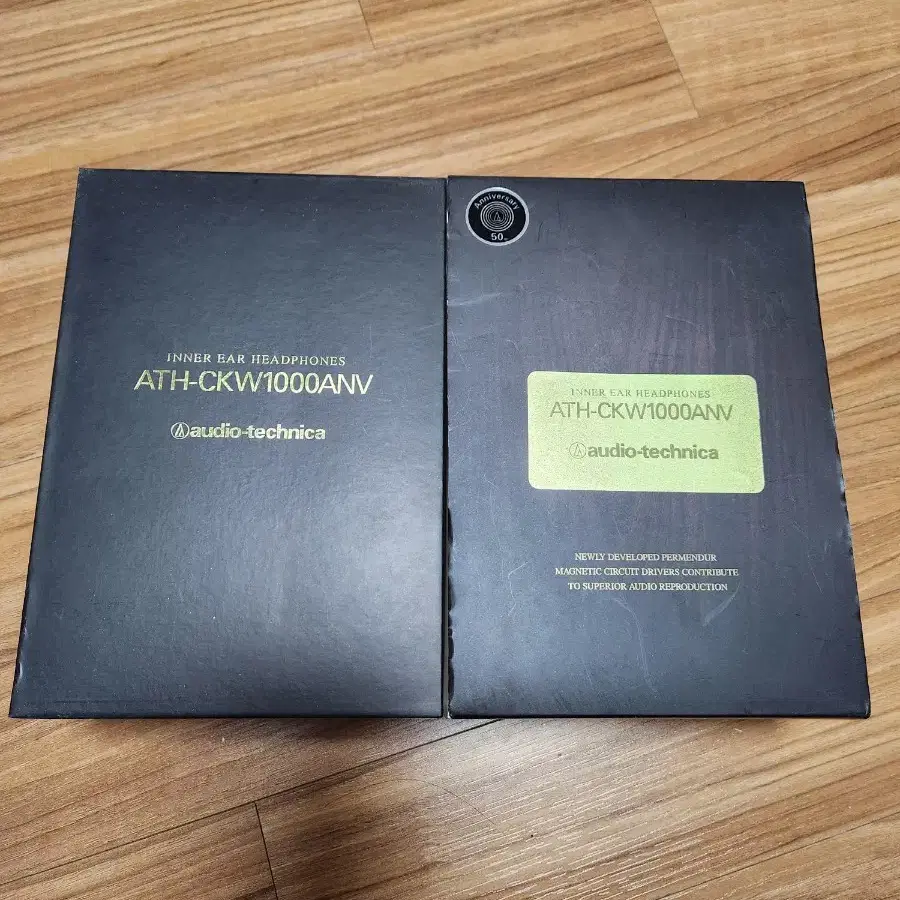 INNER EAR HEADPHONES
ATH-CKW1000ANV
audio-technica
Anniversary
50th
INNER EAR HEADPHONES
ATH-CKW1000ANV
audio-technica
NEWLY DEVELOPED PERMENDUR
MAGNETIC CIRCUIT DRIVERS CONTRIBUTE
TO SUPERIOR AUDIO REPRODUCTION